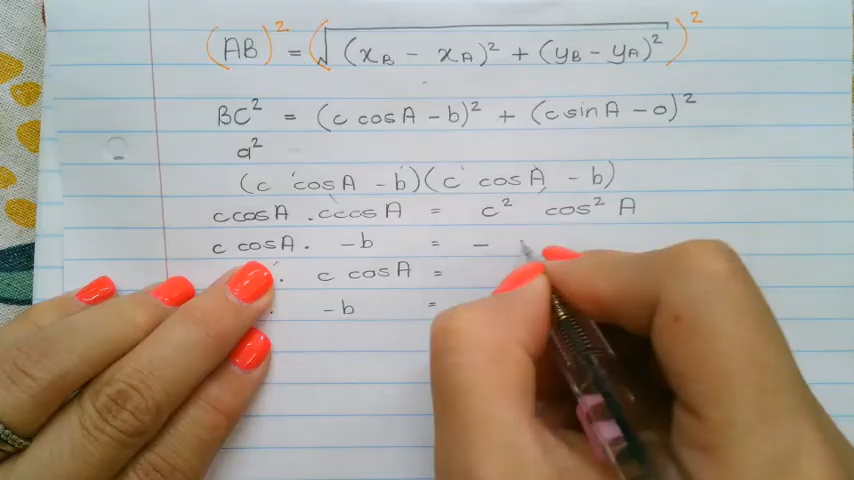 (AB)² = (√(x_B - x_A)² + (y_B - y_A)²)²
BC² = (c cosA - b)² + (c sinA - 0)²
a²
(c cosA - b)(c cosA - b)
c cosA . c cosA = c² cos² A
c cosA . -b = -
. c cosA =
. -b =